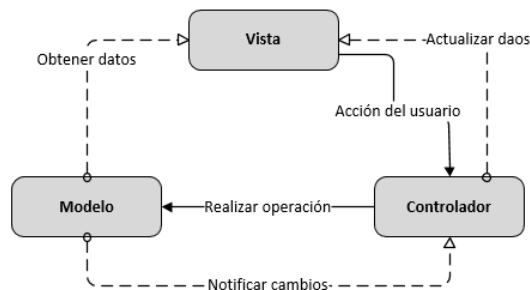 Vista
Actualizar daos
Obtener datos
Acción del usuario
Modelo
Realizar operación
Controlador
Notificar cambios